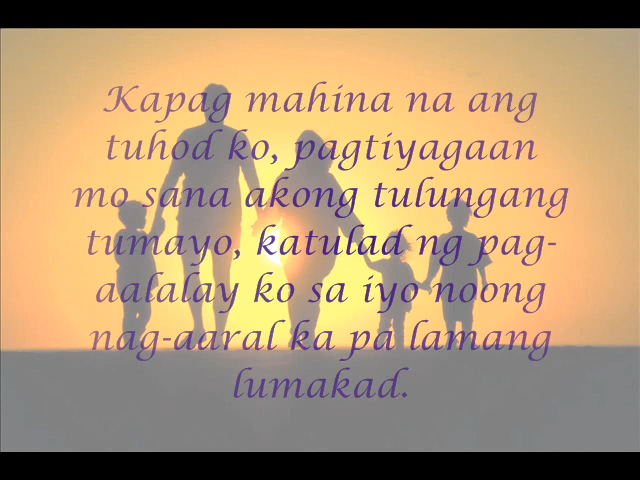 Kapag mahina na ang
tuhod ko, pagtiyagaan
mo sana akong tulungang
tumayo, katulad ng pag-
aalalay ko sa iyo noong
nag-aaral ka pa lamang
lumakad.